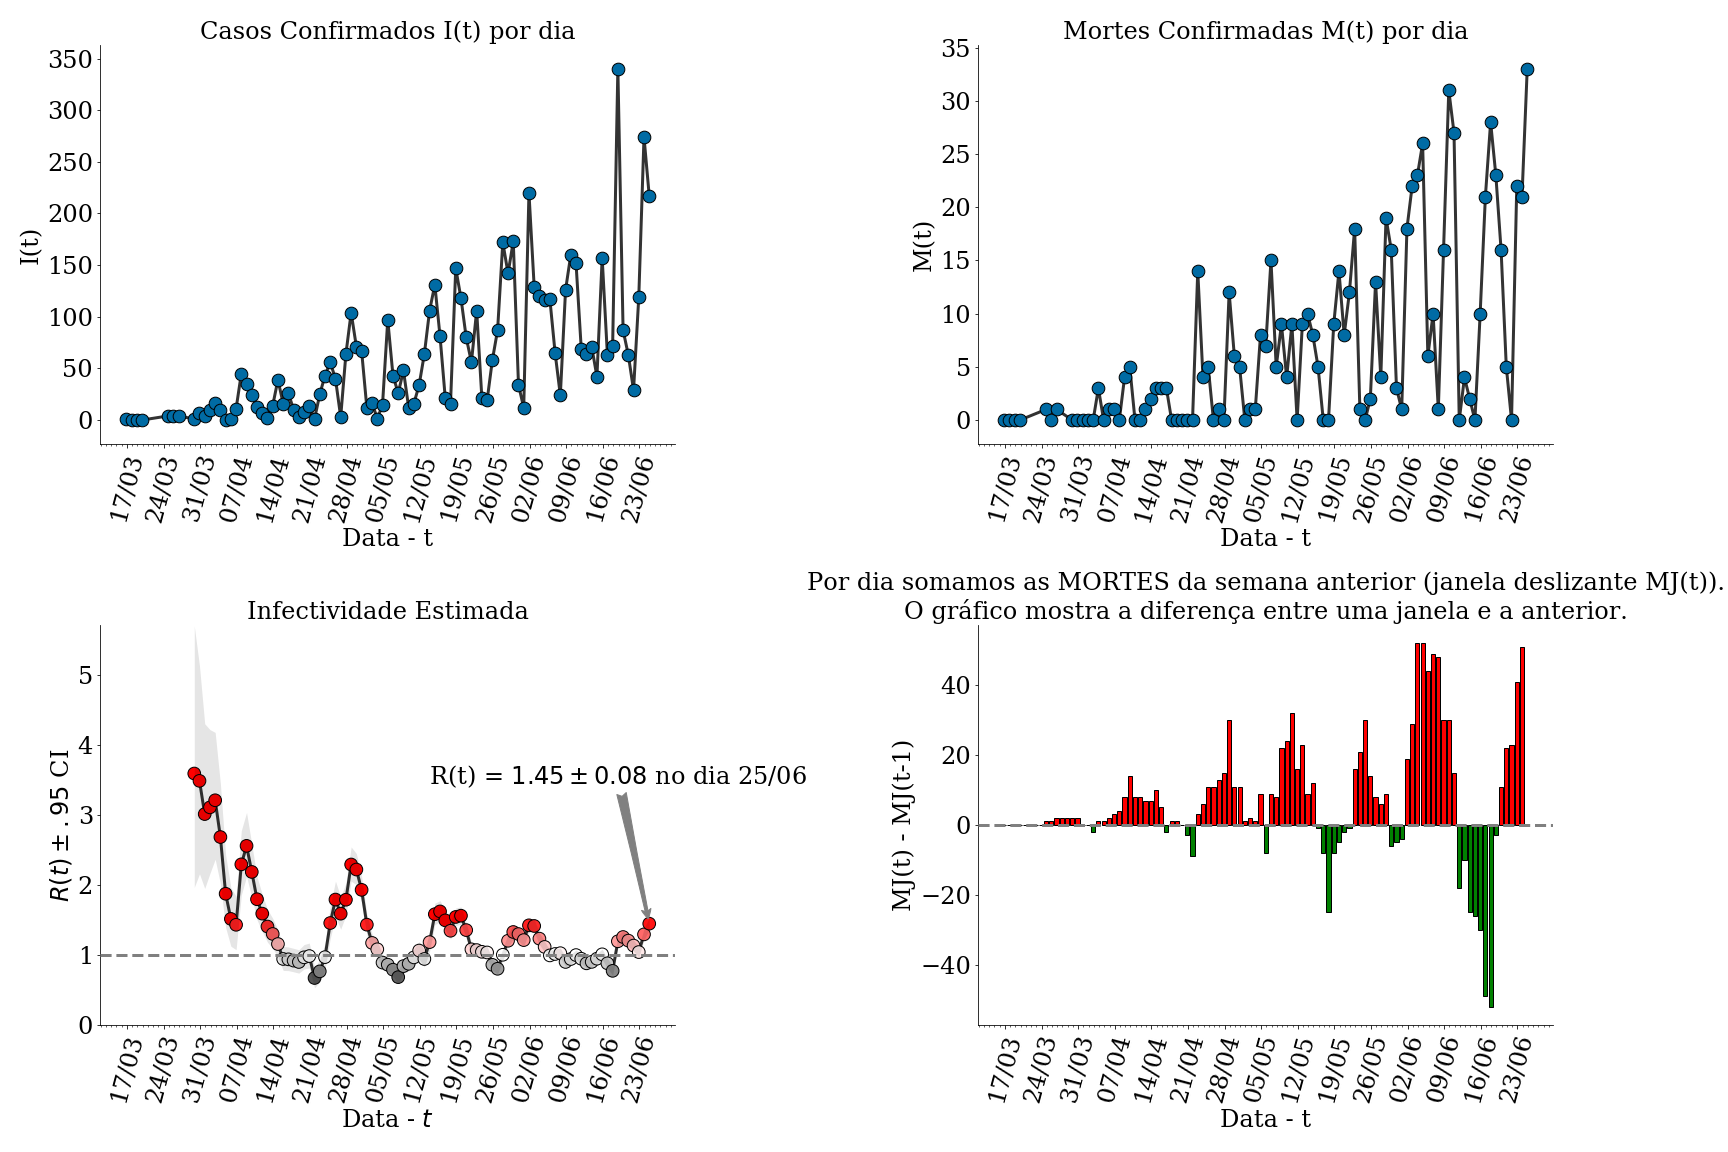 Casos Confirmados I(t) por dia
350
300
250
200
150
100
50
0
I(t)
17/03 24/03 31/03 07/04 14/04 21/04 28/04 05/05 12/05 19/05 26/05 02/06 09/06 16/06 23/06
Data - t
Mortes Confirmadas M(t) por dia
35
30
25
20
15
10
5
0
M(t)
17/03 24/03 31/03 07/04 14/04 21/04 28/04 05/05 12/05 19/05 26/05 02/06 09/06 16/06 23/06
Data - t
Infectividade Estimada
5
4
3
2
1
0
R(t) ± .95 CI
R(t) = 1.45 ± 0.08 no dia 25/06
17/03 24/03 31/03 07/04 14/04 21/04 28/04 05/05 12/05 19/05 26/05 02/06 09/06 16/06 23/06
Data - t
Por dia somamos as MORTES da semana anterior (janela deslizante MJ(t)).
O gráfico mostra a diferença entre uma janela e a anterior.
40
20
0
−20
−40
MJ(t) - MJ(t-1)
17/03 24/03 31/03 07/04 14/04 21/04 28/04 05/05 12/05 19/05 26/05 02/06 09/06 16/06 23/06
Data - t